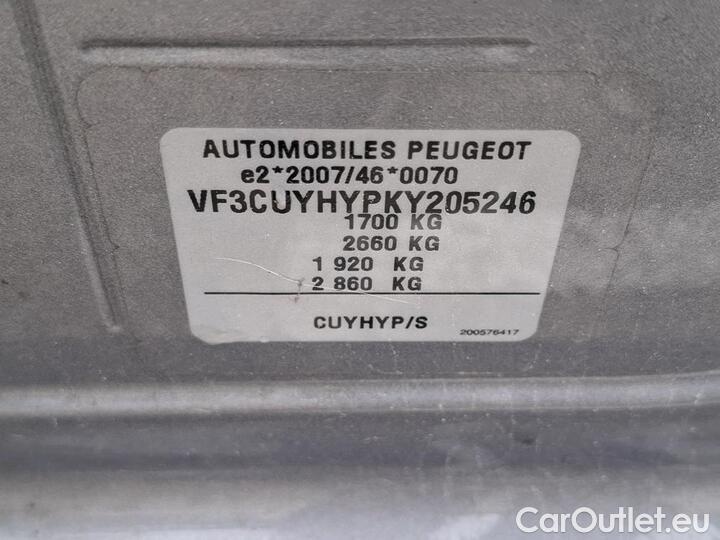 AUTOMOBILES PEUGEOT
e2*2007/46*0070
VF3CUYHYPKY205246
1700 KG
2660 KG
1 920 KG
2 860 KG
CUYHYP/S
200576417
CarOutlet.eu